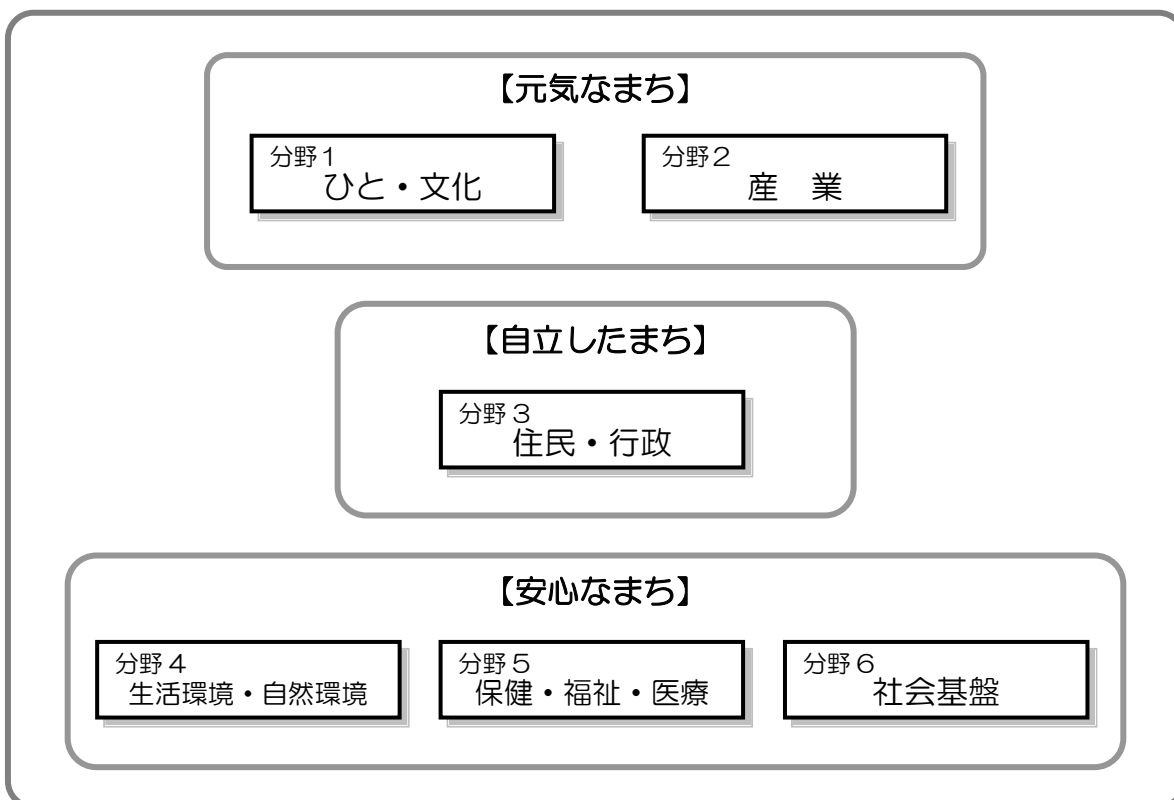 【元気なまち】
分野1
ひと・文化
分野2
産　業
【自立したまち】
分野3
住民・行政
【安心なまち】
分野4
生活環境・自然環境
分野5
保健・福祉・医療
分野6
社会基盤